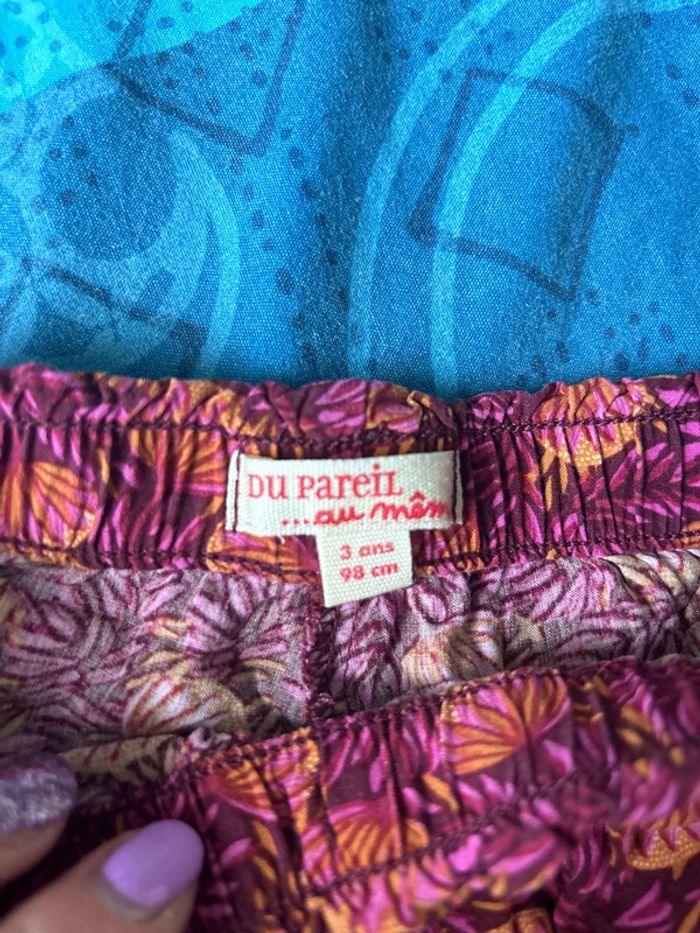 DU PAREIL
...au mêm
3 ans
98 cm